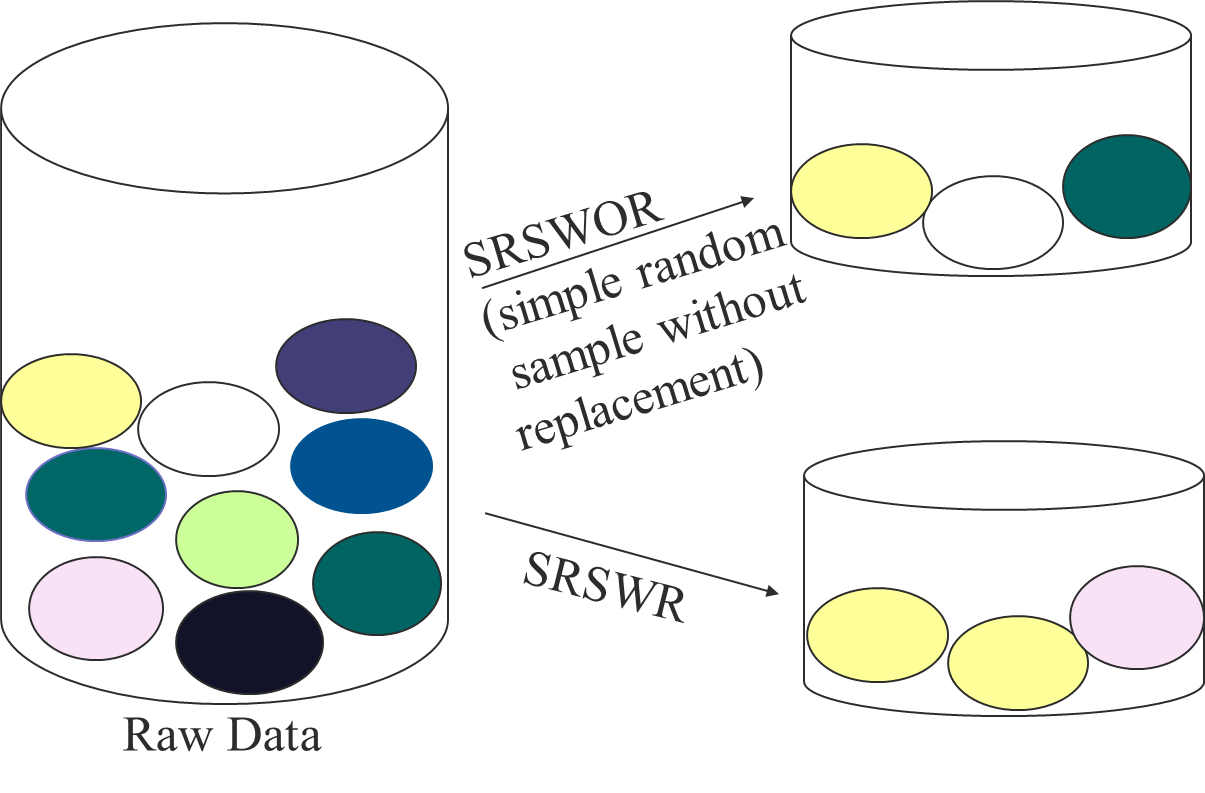 SRSWOR
(simple random
sample without
replacement)
SRSWR
Raw Data